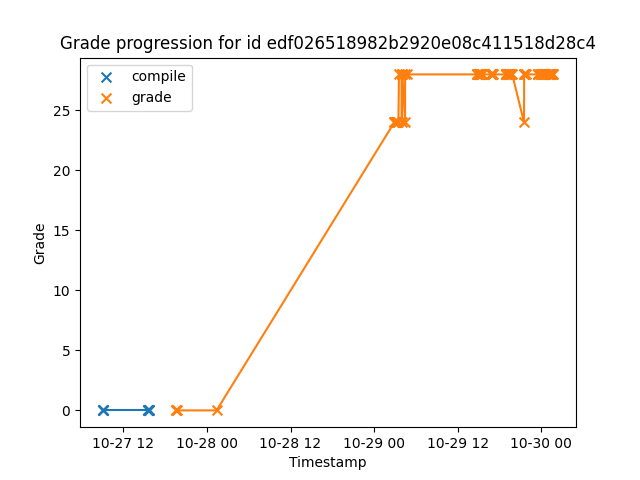 Grade progression for id edf026518982b2920e08c411518d28c4
compile
grade
25
20
15
10
5
0
Grade
10-27 12
10-28 00
10-28 12
10-29 00
10-29 12
10-30 00
Timestamp